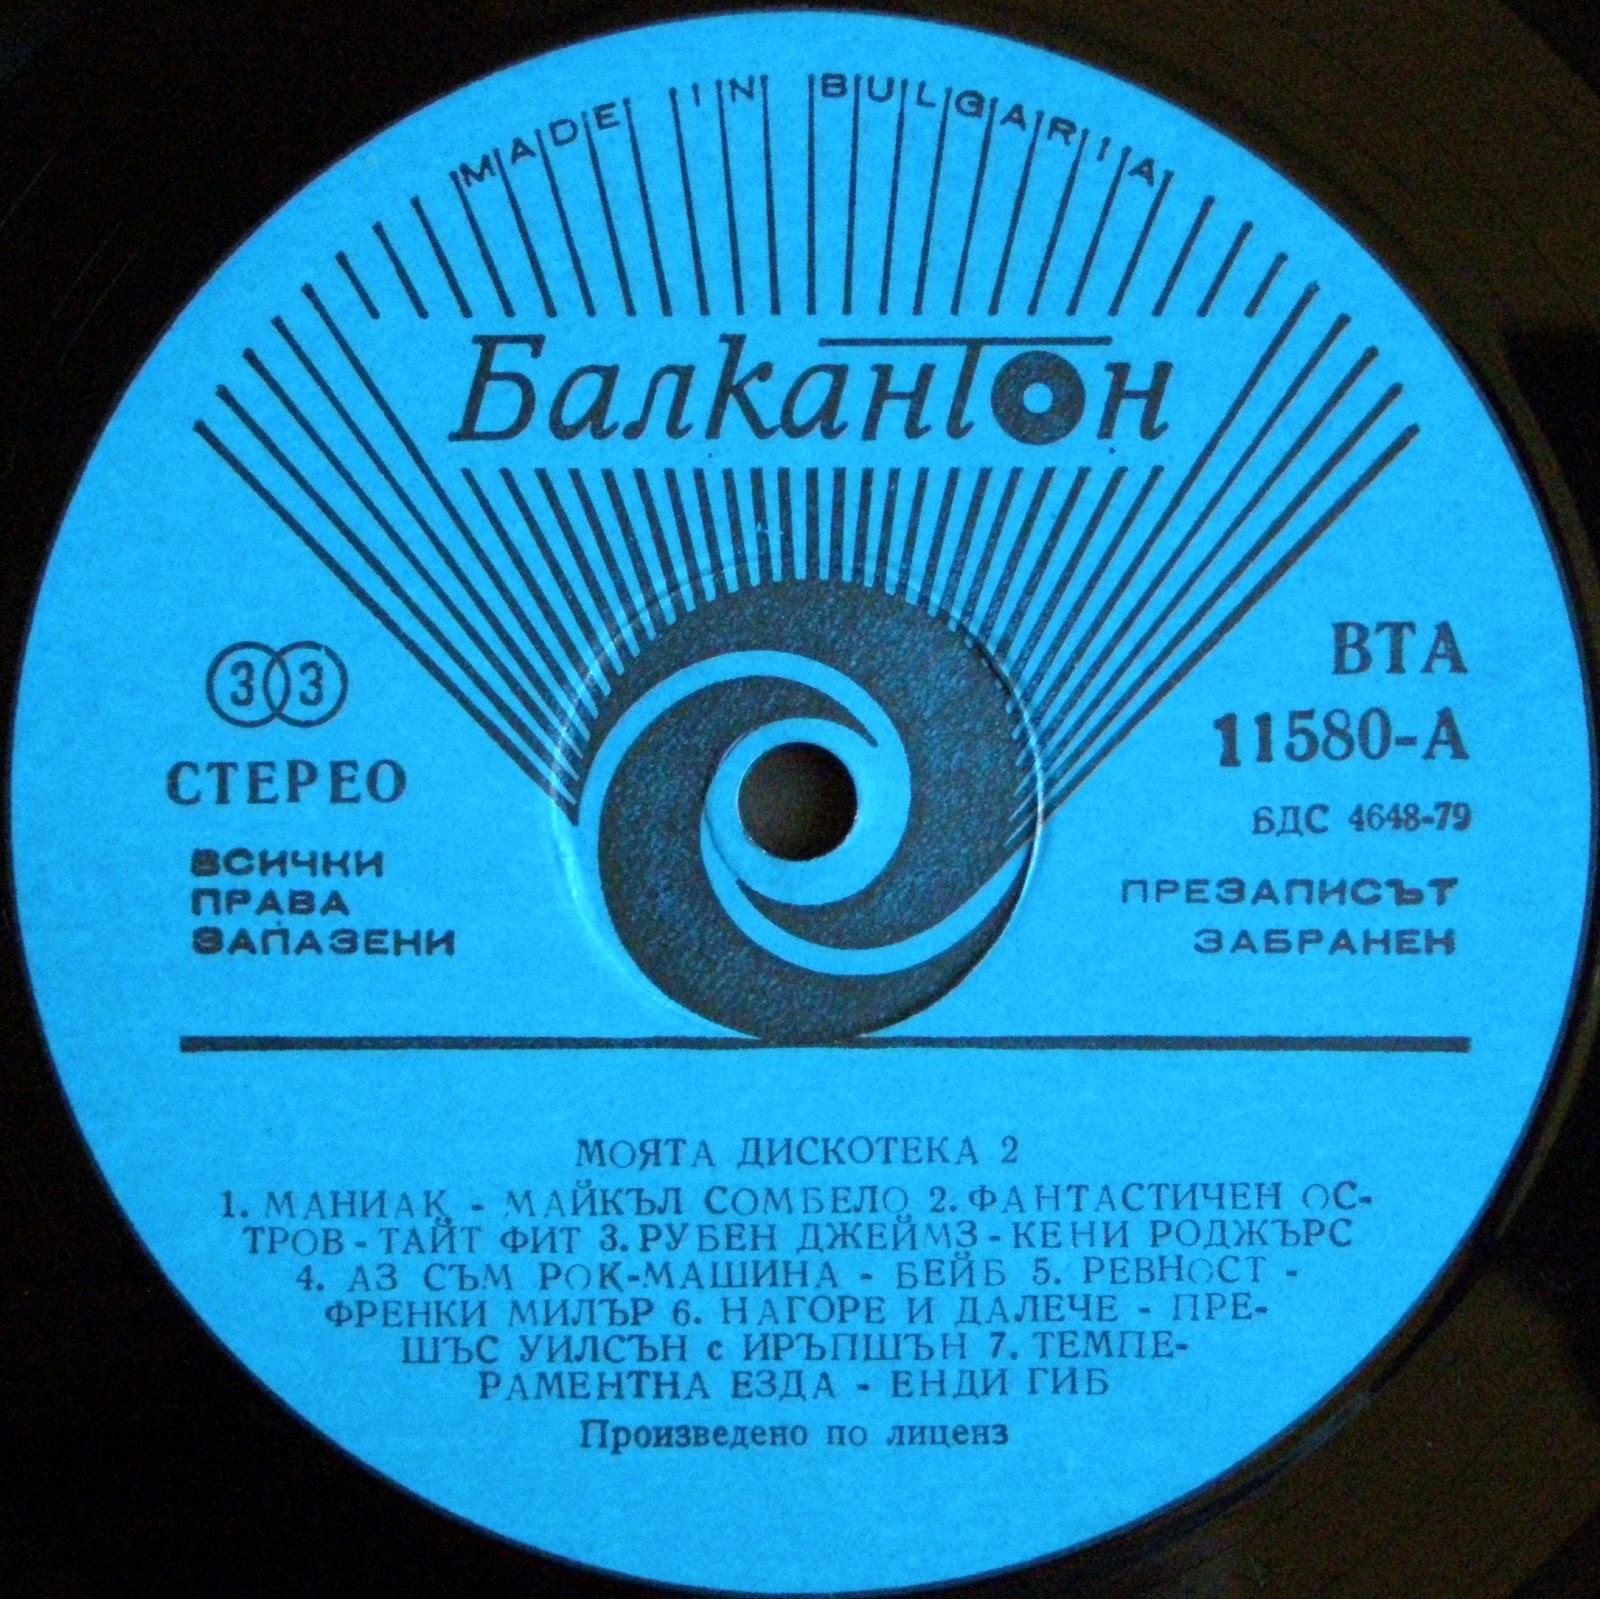 MADE IN BULGARIA
Балкантон
33
СТЕРЕО
ВСИЧКИ
ПРАВА
ЗАПАЗЕНИ
ВТА
11580-А
БДС 4648-79
ПРЕЗАПИСЪТ
ЗАБРАНЕН
МОЯТА ДИСКОТЕКА 2
1. МАНИАК - МАЙКЪЛ СОМБЕЛО 2. ФАНТАСТИЧЕН ОС-
ТРОВ - ТАЙТ ФИТ 3. РУБЕН ДЖЕЙМЗ - КЕНИ РОДЖЪРС
4. АЗ СЪМ РОК-МАШИНА - БЕЙБ 5. РЕВНОСТ -
ФРЕНКИ МИЛЪР 6. НАГОРЕ И ДАЛЕЧЕ - ПРЕ-
ШЪС УИЛСЪН с ИРЪПШЪН 7. ТЕМПЕ-
РАМЕНТНА ЕЗДА - ЕНДИ ГИБ
Произведено по лиценз